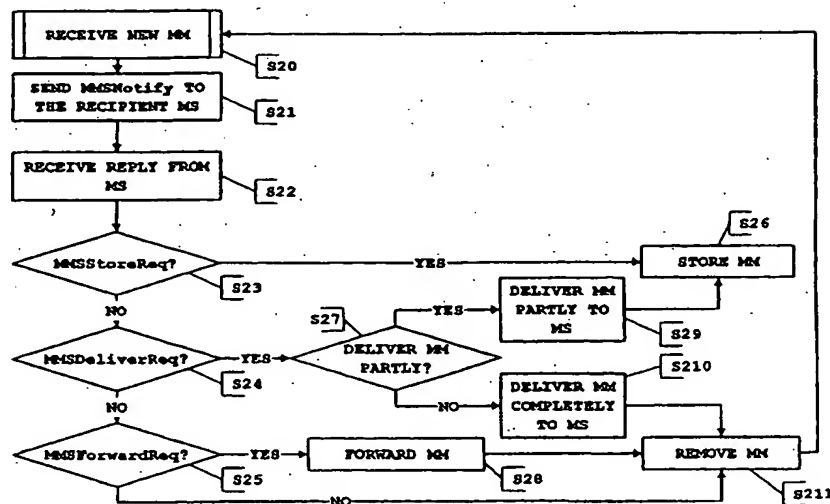 RECEIVE NEW MM
S20
SEND MMSNotify TO
THE RECIPIENT MS
S21
RECEIVE REPLY FROM
MS
S22
MMSStoreReq?
S23
YES
STORE MM
S26
NO
MMSDeliverReq?
S24
YES
S27
DELIVER MM
PARTLY?
YES
DELIVER MM
PARTLY TO
MS
S29
NO
DELIVER MM
COMPLETELY
TO MS
S210
NO
MMSForwardReq?
S25
YES
FORWARD MM
S28
REMOVE MM
S211
NO